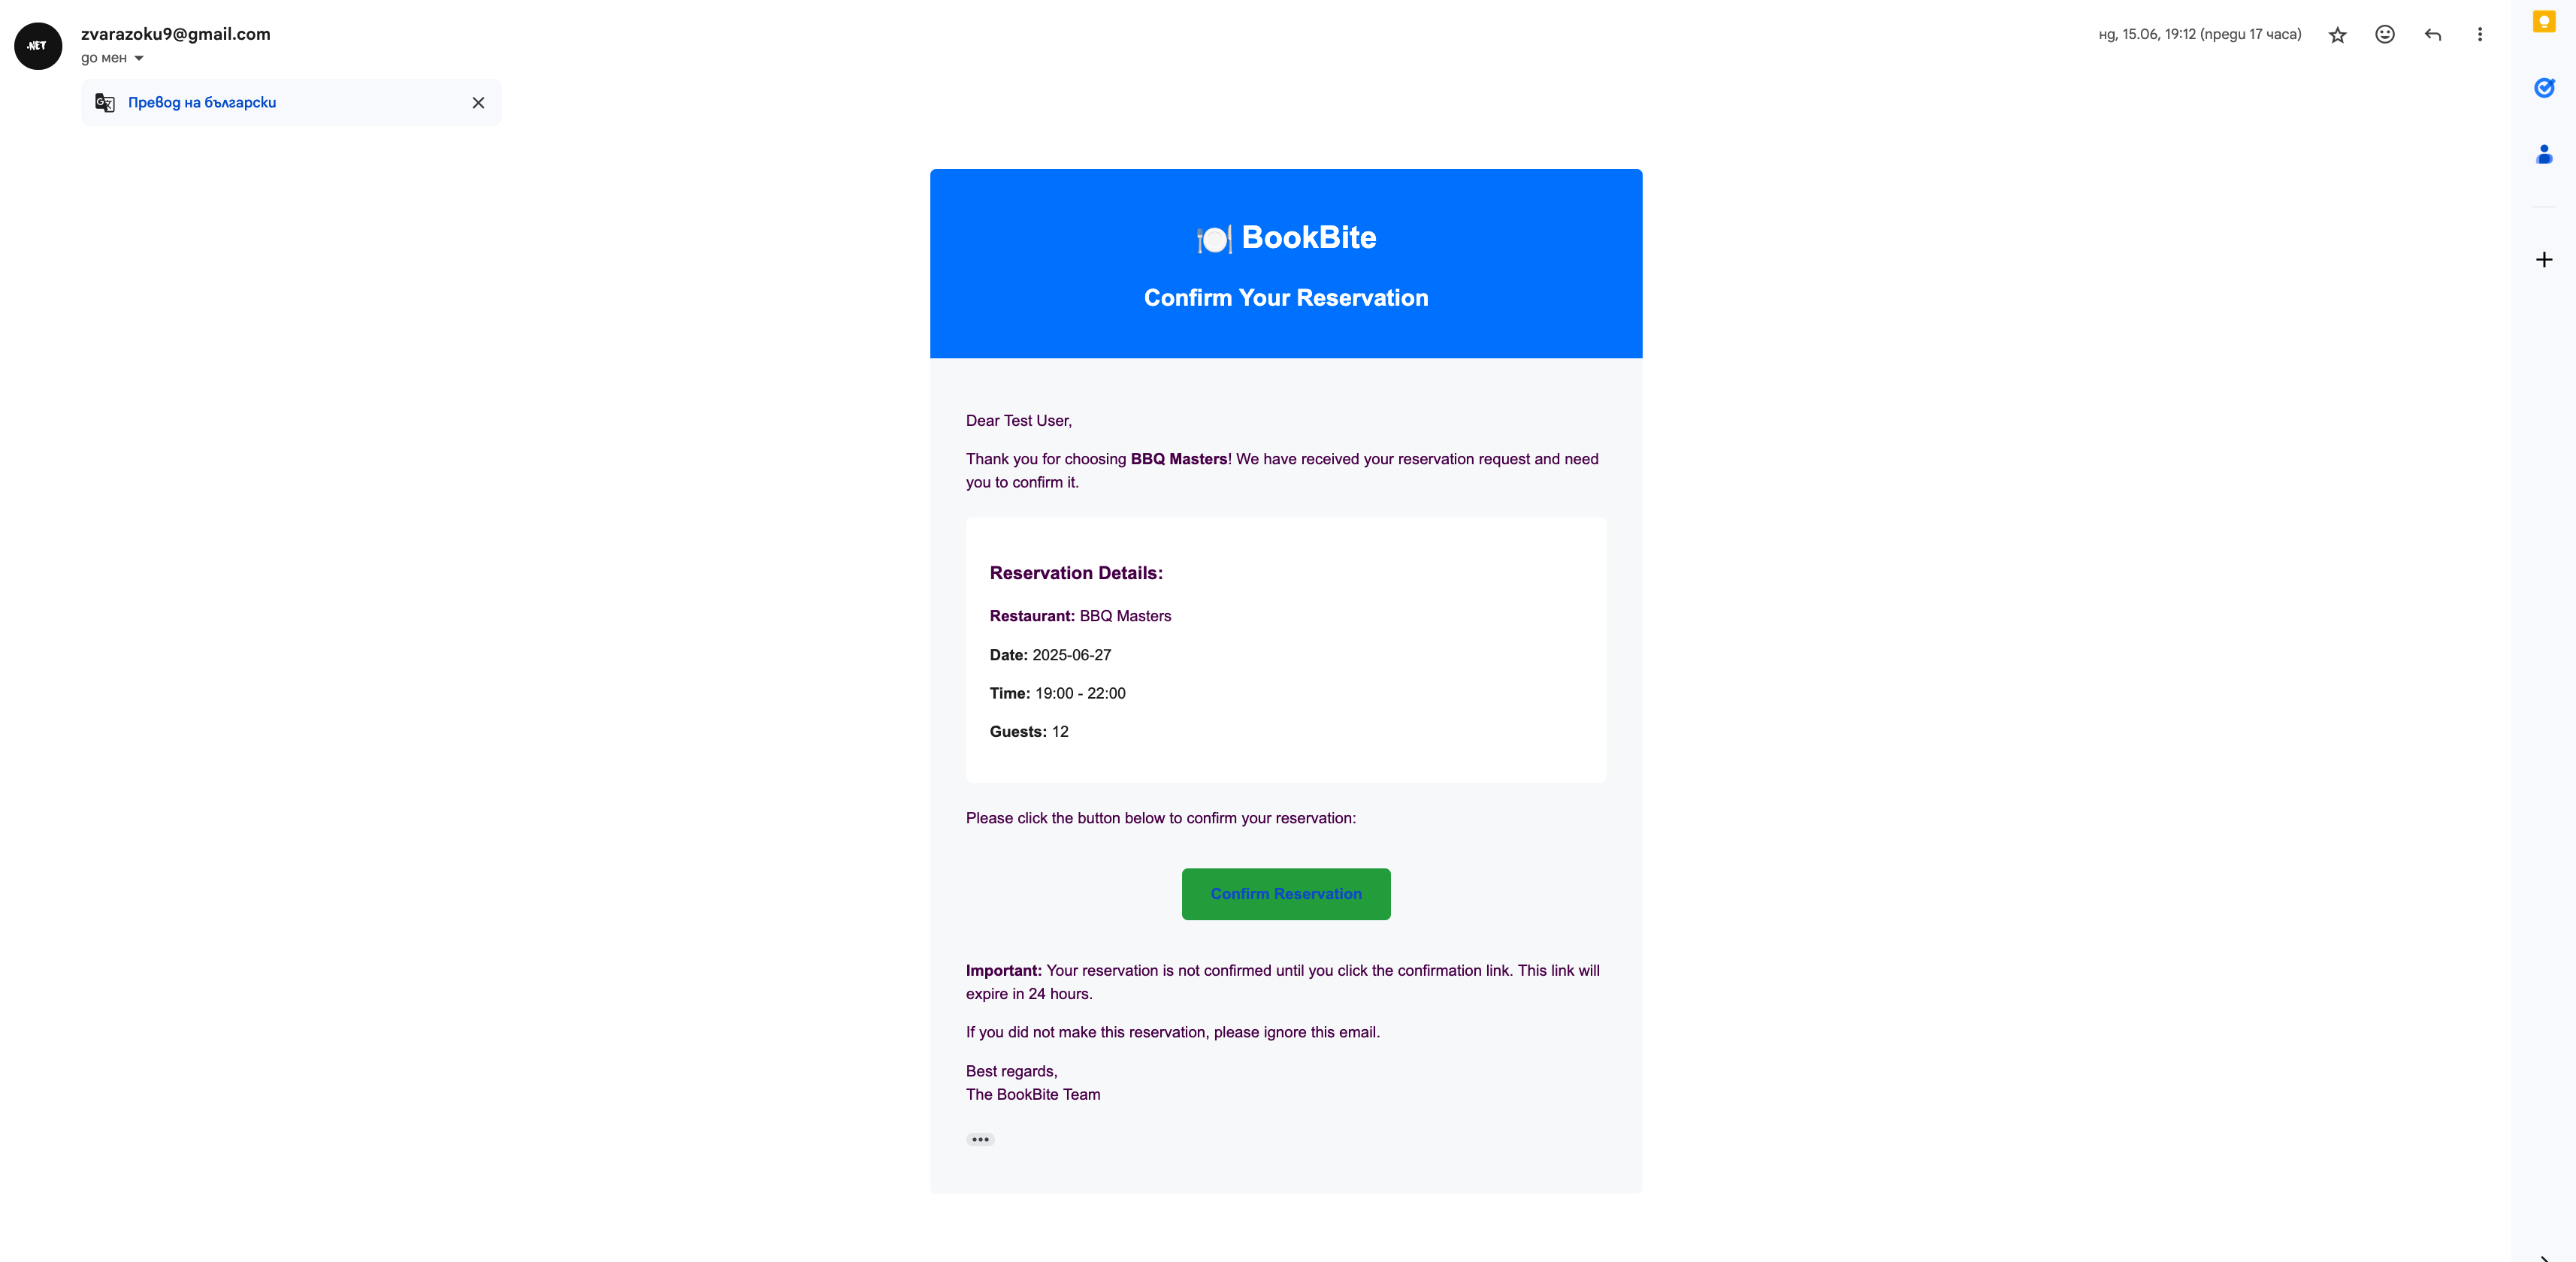 .NET
zvarazoku9@gmail.com
до мен
нд, 15.06, 19:12 (преди 17 часа)
Превод на български
BookBite
Confirm Your Reservation
Dear Test User,
Thank you for choosing BBQ Masters! We have received your reservation request and need
you to confirm it.
Reservation Details:
Restaurant: BBQ Masters
Date: 2025-06-27
Time: 19:00 - 22:00
Guests: 12
Please click the button below to confirm your reservation:
Confirm Reservation
Important: Your reservation is not confirmed until you click the confirmation link. This link will
expire in 24 hours.
If you did not make this reservation, please ignore this email.
Best regards,
The BookBite Team